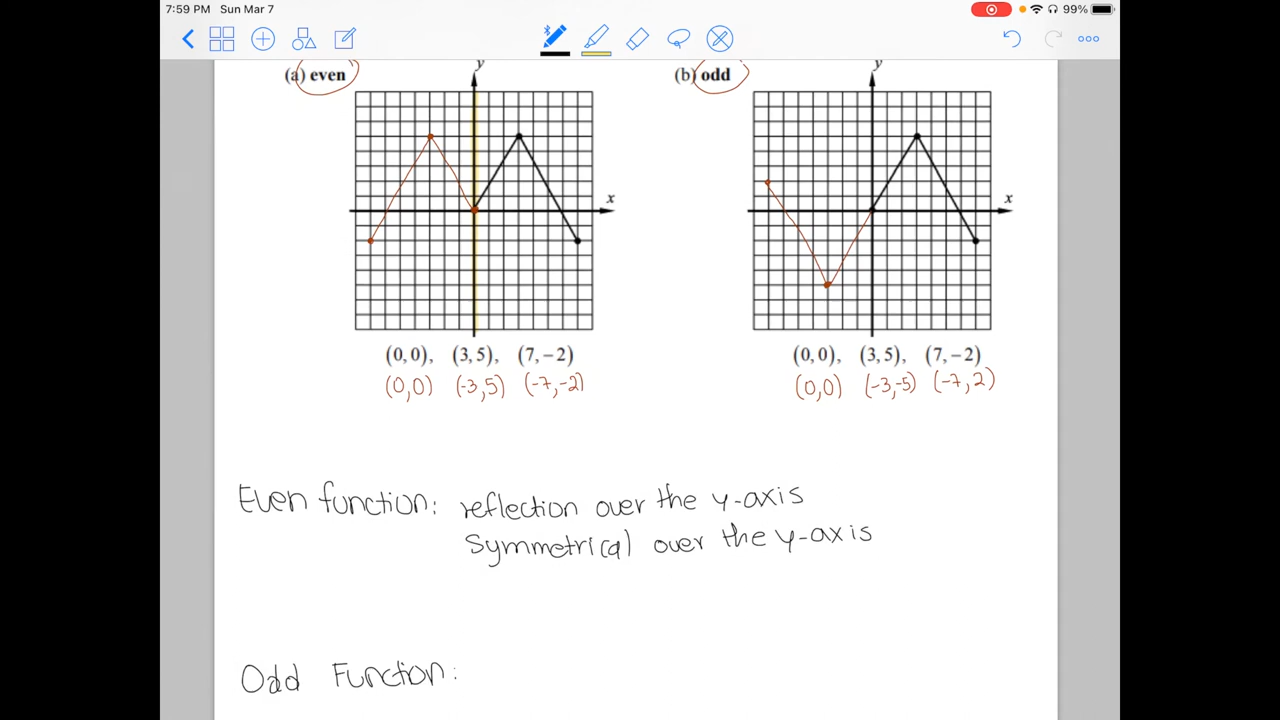 7:59 PM Sun Mar 7
99%
(a) even
y
x
(0,0), (3,5), (7,−2)
(0,0) (-3,5) (-7,-2)
(b) odd
y
x
(0,0), (3,5), (7,−2)
(0,0) (-3,-5) (-7,2)
Even function: reflection over the y-axis
Symmetrical over the y-axis
Odd Function: